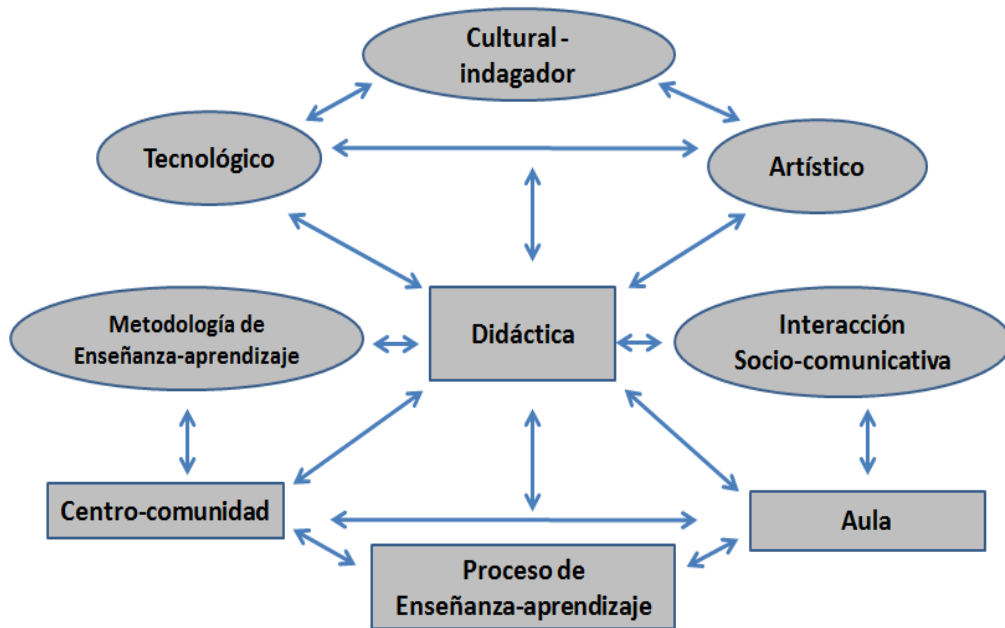 Cultural -
indagador
Tecnológico
Artístico
Metodología de
Enseñanza-aprendizaje
Didáctica
Interacción
Socio-comunicativa
Centro-comunidad
Aula
Proceso de
Enseñanza-aprendizaje